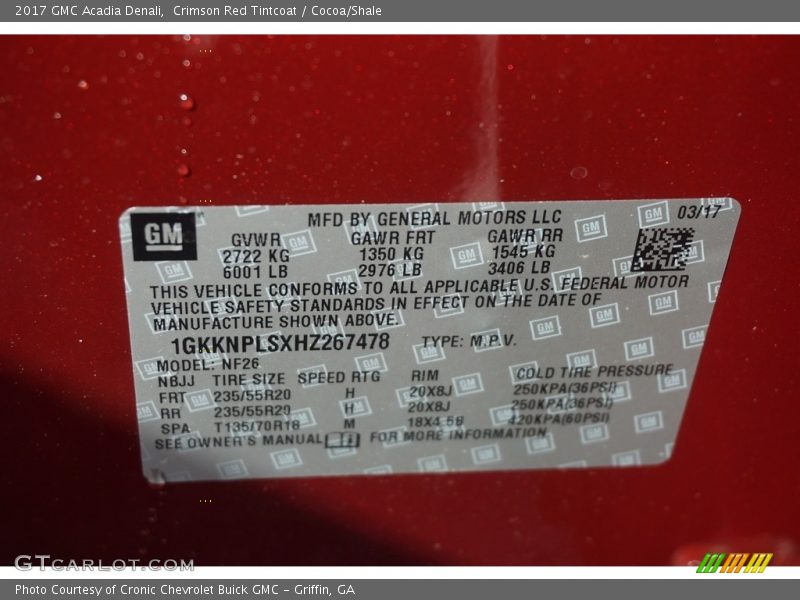 2017 GMC Acadia Denali,  Crimson Red Tintcoat / Cocoa/Shale
GM
MFD BY GENERAL MOTORS LLC
03/17
GVWR GAWR FRT GAWR RR
2722 KG 1350 KG 1545 KG
6001 LB 2976 LB 3406 LB
THIS VEHICLE CONFORMS TO ALL APPLICABLE U.S. FEDERAL MOTOR
VEHICLE SAFETY STANDARDS IN EFFECT ON THE DATE OF
MANUFACTURE SHOWN ABOVE.
1GKKNPLSXHZ267478 TYPE: M.P.V.
MODEL: NF26
NBJJ TIRE SIZE SPEED RTG RIM COLD TIRE PRESSURE
FRT 235/55R20 H 20X8J 250KPA(36PSI)
RR 235/55R20 H 20X8J 250KPA(36PSI)
SPA T135/70R18 M 18X4.5B 420KPA(60PSI)
SEE OWNER'S MANUAL FOR MORE INFORMATION
GTCARLOT.COM
Photo Courtesy of Cronic Chevrolet Buick GMC - Griffin, GA